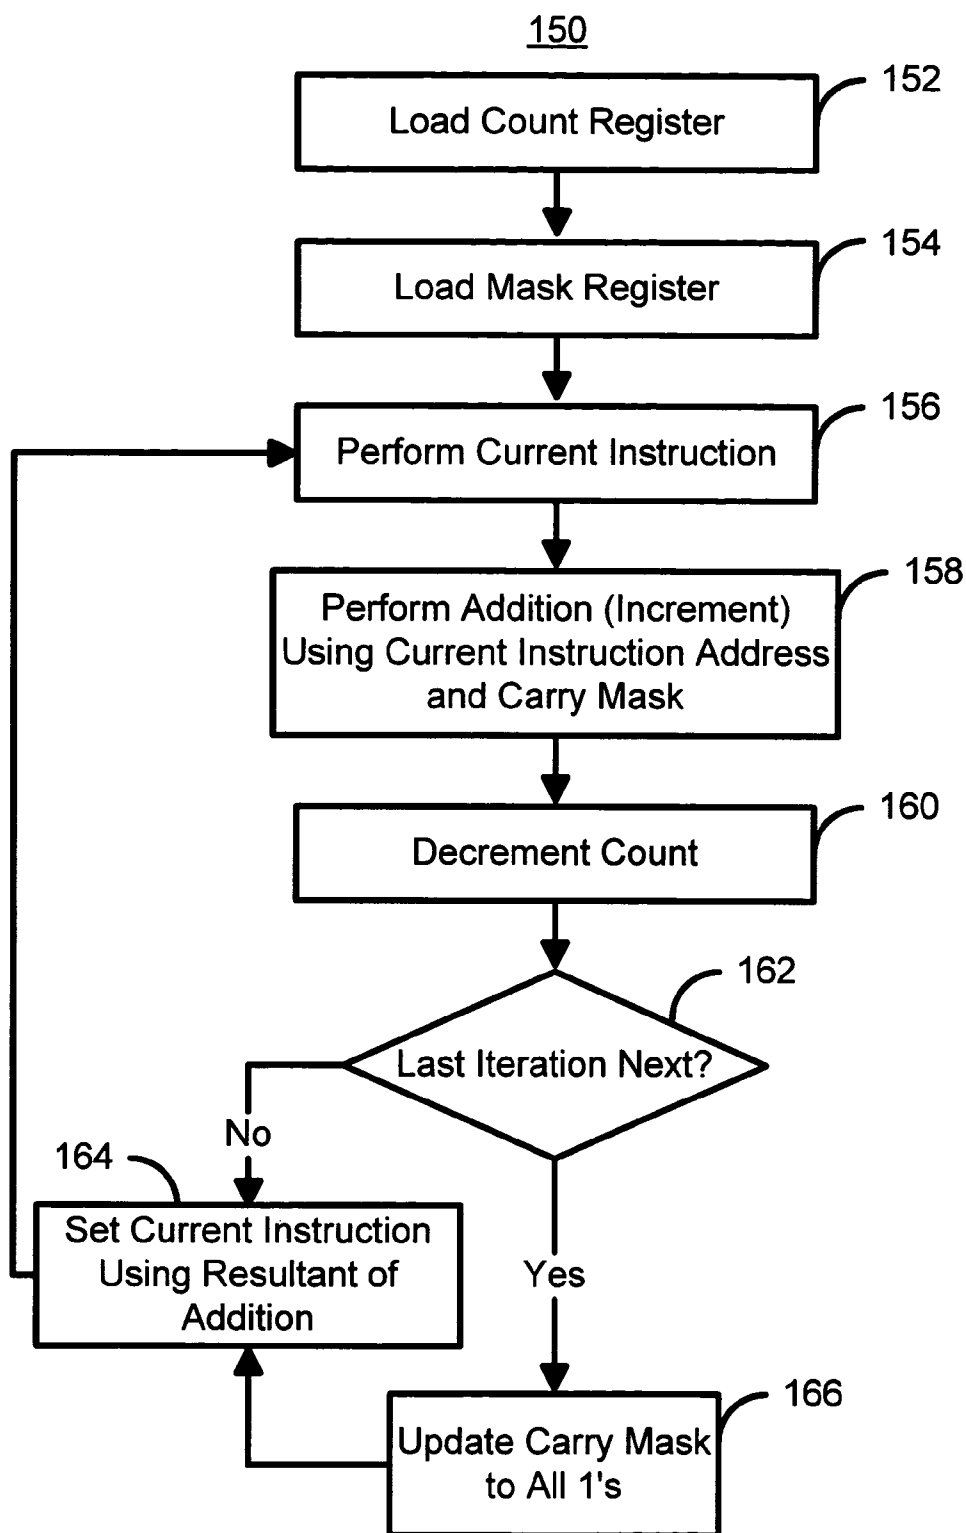 150
152
Load Count Register
154
Load Mask Register
156
Perform Current Instruction
158
Perform Addition (Increment)
Using Current Instruction Address
and Carry Mask
160
Decrement Count
162
Last Iteration Next?
No
164
Set Current Instruction
Using Resultant of
Addition
Yes
166
Update Carry Mask
to All 1's